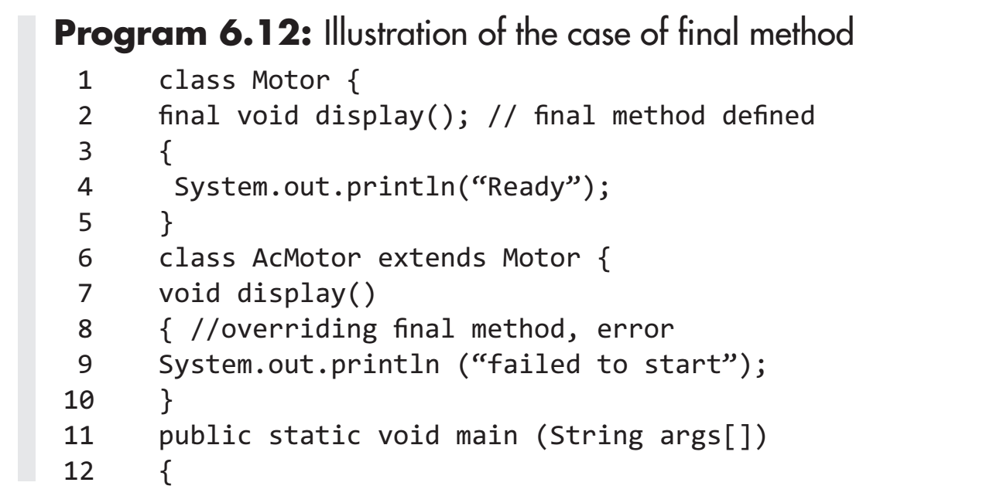 Program 6.12: Illustration of the case of final method
1 class Motor {
2 final void display(); // final method defined
3 {
4 System.out.println(“Ready”);
5 }
6 class AcMotor extends Motor {
7 void display()
8 { //overriding final method, error
9 System.out.println (“failed to start”);
10 }
11 public static void main (String args[])
12 {